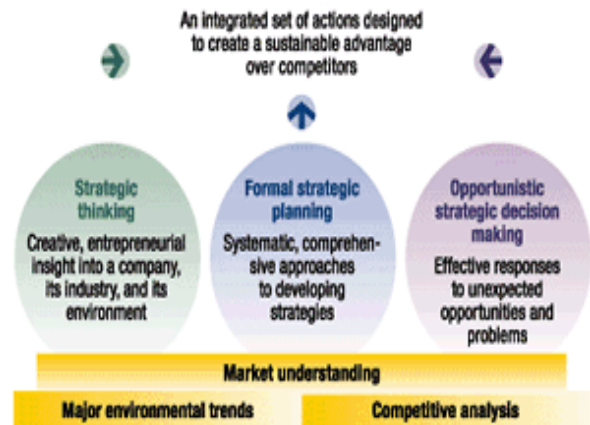 An integrated set of actions designed
to create a sustainable advantage
over competitors
Strategic
thinking
Creative, entrepreneurial
insight into a company,
its industry, and its
environment
Formal strategic
planning
Systematic, comprehen-
sive approaches
to developing
strategies
Opportunistic
strategic decision
making
Effective responses
to unexpected
opportunities and
problems
Market understanding
Major environmental trends
Competitive analysis